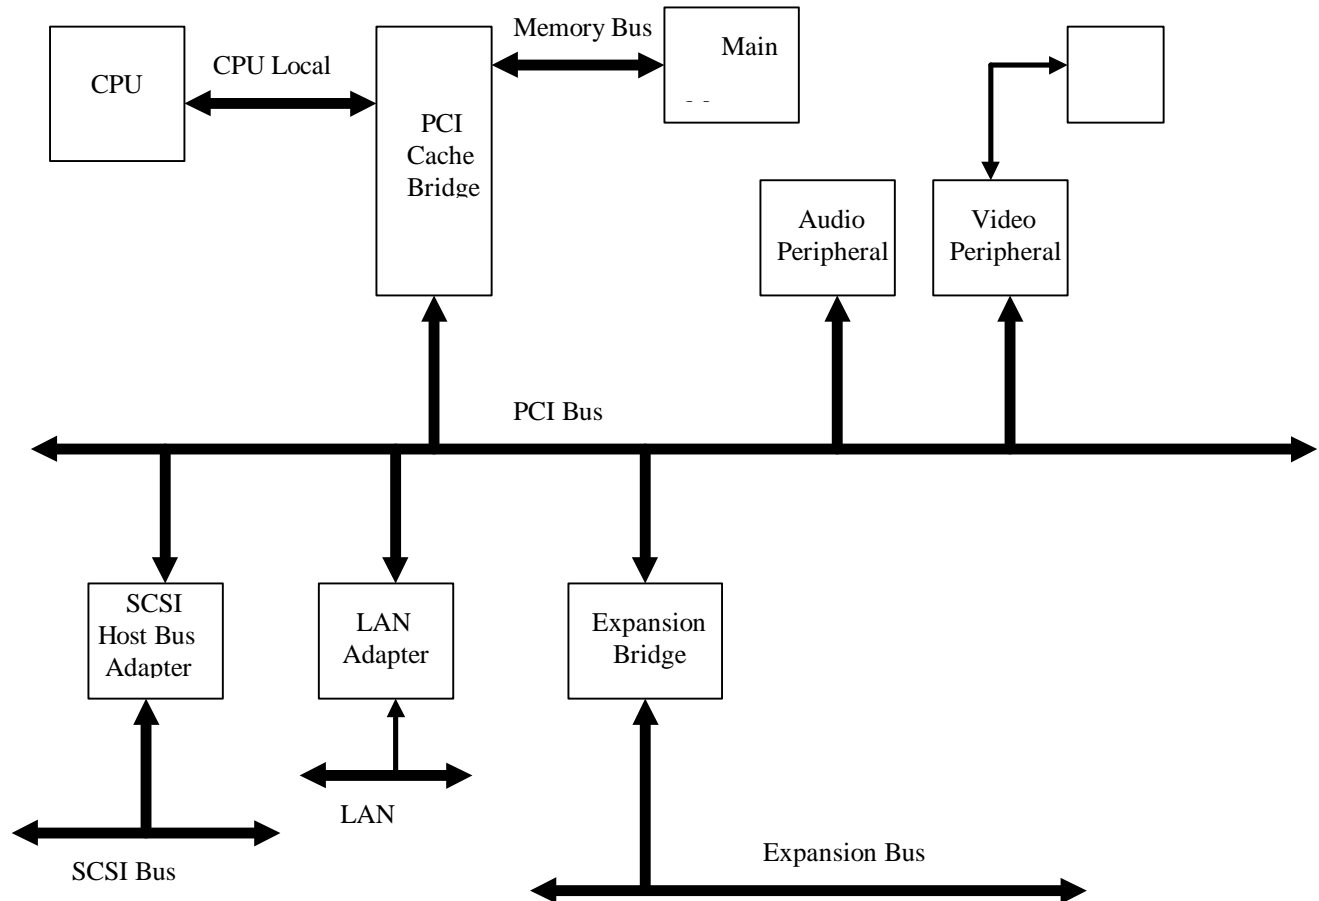 Memory Bus
Main
CPU
CPU Local
PCI
Cache
Bridge
Audio
Peripheral
Video
Peripheral
PCI Bus
SCSI
Host Bus
Adapter
LAN
Adapter
Expansion
Bridge
LAN
SCSI Bus
Expansion Bus